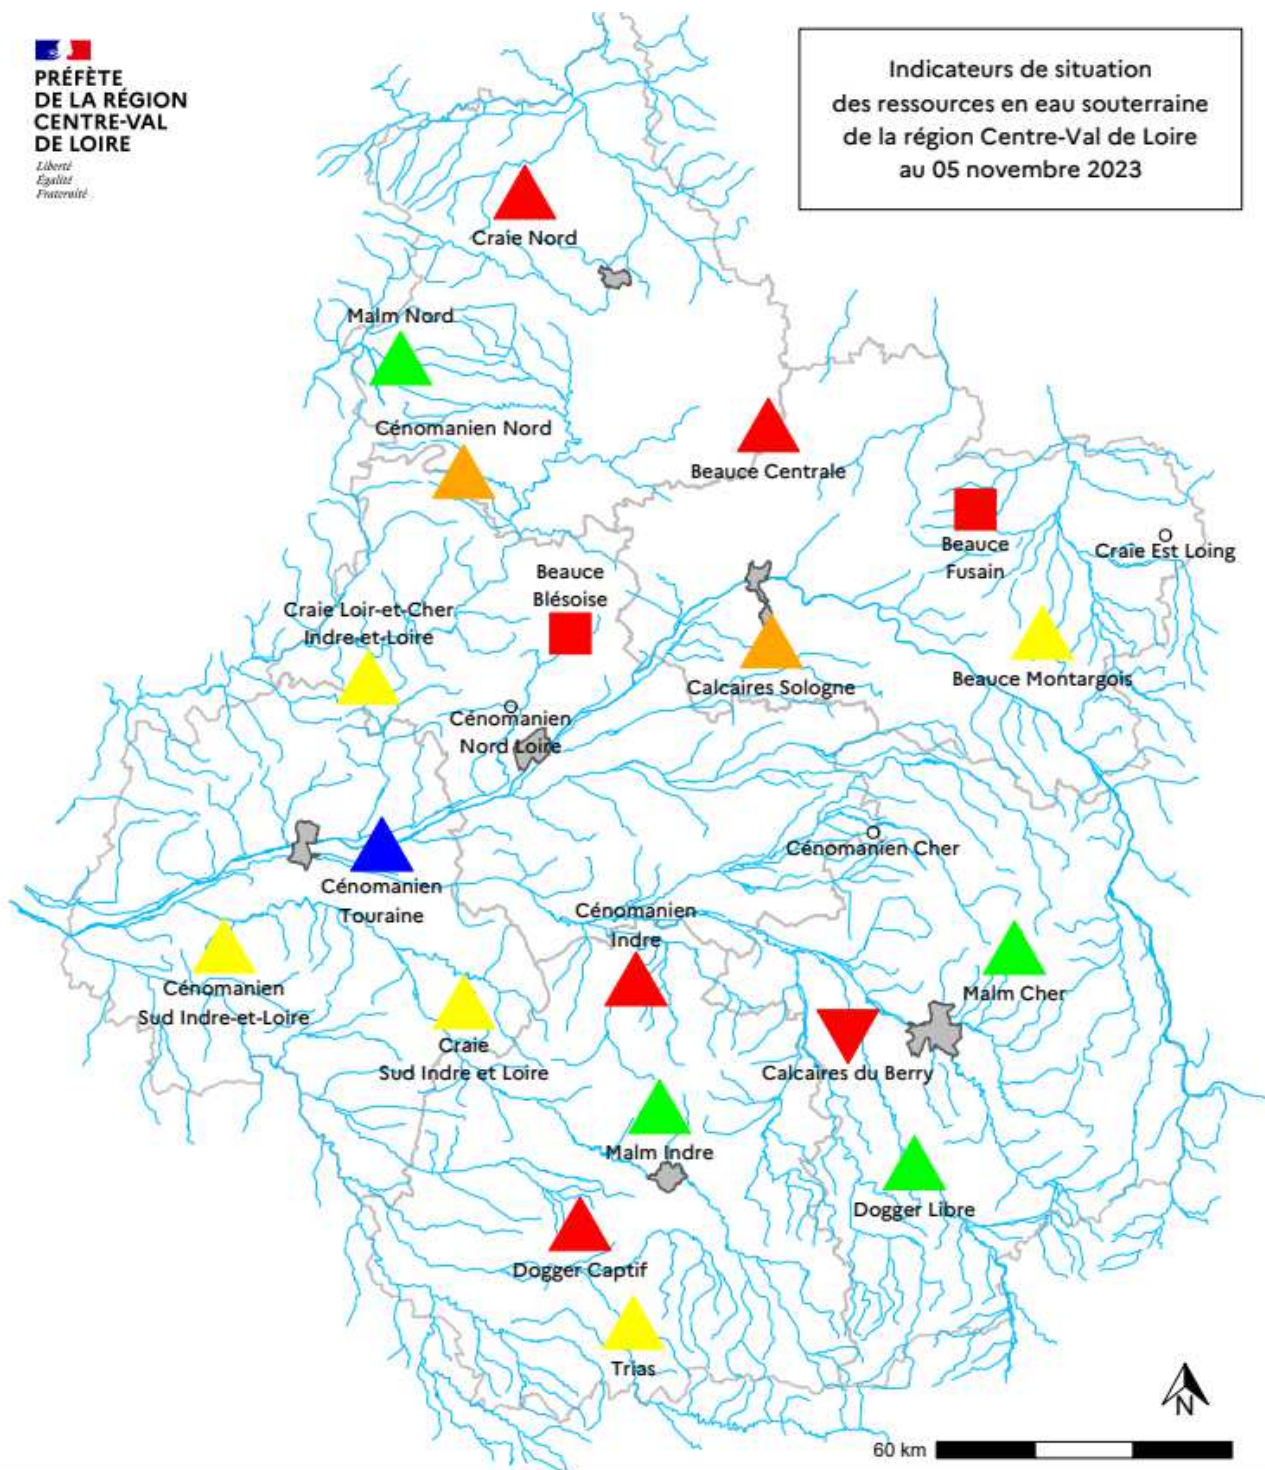 PRÉFÈTE
DE LA RÉGION
CENTRE-VAL
DE LOIRE
Liberté
Égalité
Fraternité
Indicateurs de situation
des ressources en eau souterraine
de la région Centre-Val de Loire
au 05 novembre 2023
Craie Nord
Malm Nord
Cénomanien Nord
Beauce Centrale
Beauce
Fusain
Craie Est Loing
Beauce
Blésoise
Craie Loir-et-Cher
Indre-et-Loire
Calcaires Sologne
Beauce Montargois
Cénomanien
Nord Loire
Cénomanien Cher
Cénomanien
Touraine
Cénomanien
Indre
Cénomanien
Sud Indre-et-Loire
Malm Cher
Craie
Sud Indre et Loire
Calcaires du Berry
Malm Indre
Dogger Libre
Dogger Captif
Trias
N
60 km